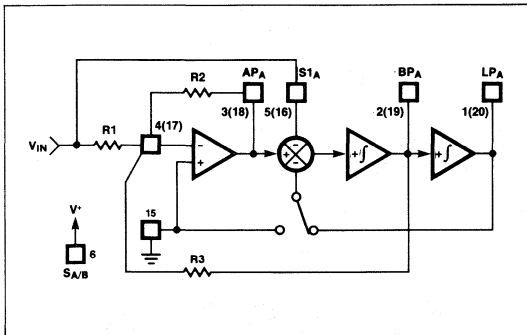 AP_A
S1_A
BP_A
LP_A
R2
3(18)
5(16)
2(19)
1(20)
4(17)
V_IN
R1
-
+
+
-
-
+∫
+∫
15
V+
6
S_A/B
R3